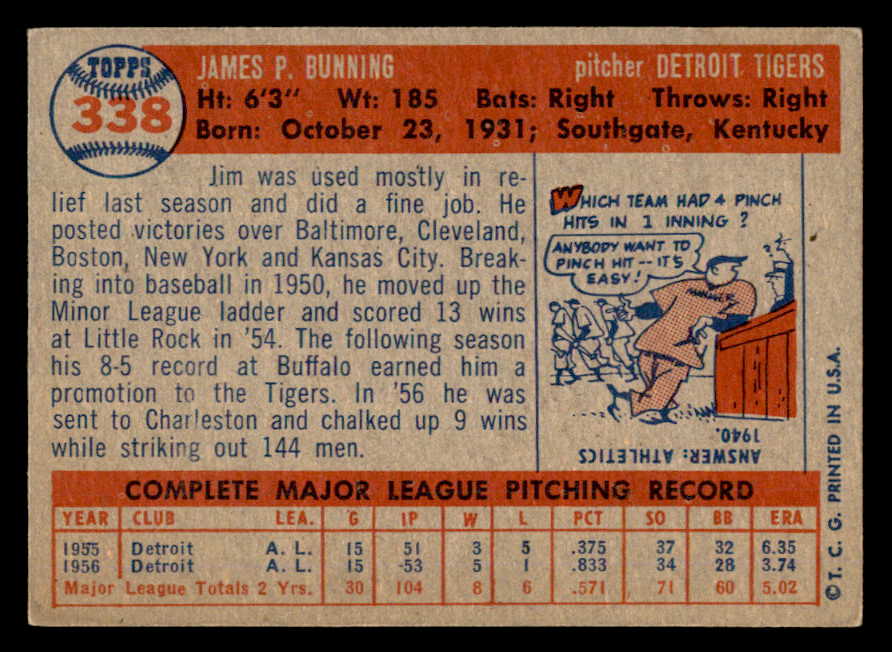 TOPPS
338
JAMES P. BUNNING pitcher DETROIT TIGERS
Ht: 6'3" Wt: 185 Bats: Right Throws: Right
Born: October 23, 1931; Southgate, Kentucky
Jim was used mostly in re-
lief last season and did a fine job. He
posted victories over Baltimore, Cleveland,
Boston, New York and Kansas City. Break-
ing into baseball in 1950, he moved up the
Minor League ladder and scored 13 wins
at Little Rock in '54. The following season
his 8-5 record at Buffalo earned him a
promotion to the Tigers. In '56 he was
sent to Charleston and chalked up 9 wins
while striking out 144 men.
WHICH TEAM HAD 4 PINCH
HITS IN 1 INNING?
ANYBODY WANT TO
PINCH HIT -- IT'S
EASY!
ANSWER: ATHLETICS
1940.
COMPLETE MAJOR LEAGUE PITCHING RECORD
YEAR CLUB LEA. G IP W L PCT SO BB ERA
1955 Detroit A. L. 15 51 3 5 .375 37 32 6.35
1956 Detroit A. L. 15 53 5 1 .833 34 28 3.74
Major League Totals 2 Yrs. 30 104 8 6 .571 71 60 5.02
©T. C. G. PRINTED IN U.S.A.